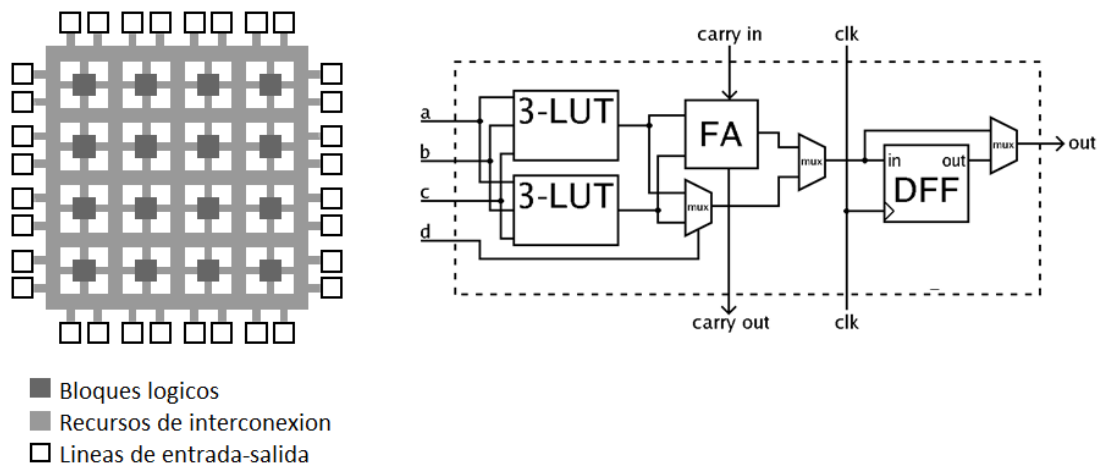 Bloques logicos
Recursos de interconexion
Lineas de entrada-salida
carry in
clk
a
b
c
d
3-LUT
3-LUT
FA
mux
mux
in
out
DFF
mux
out
carry out
clk